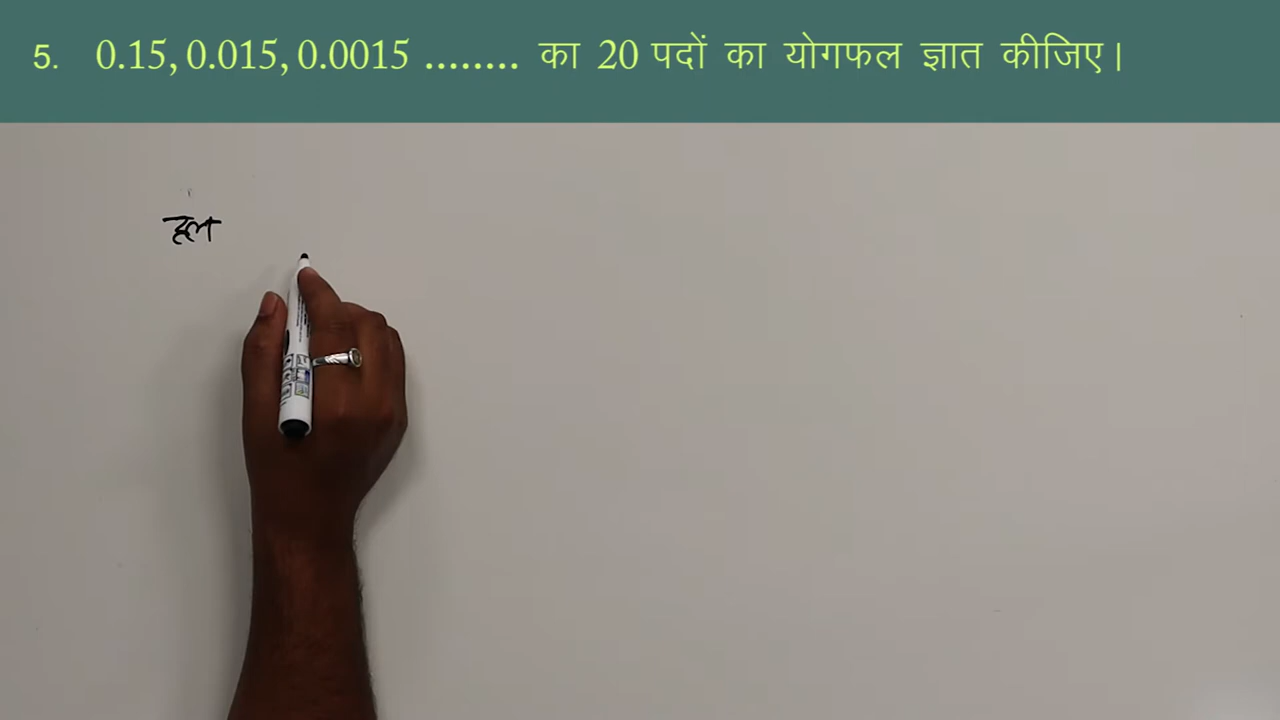 5. 0.15, 0.015, 0.0015 ........ का 20 पदों का योगफल ज्ञात कीजिए।
हल